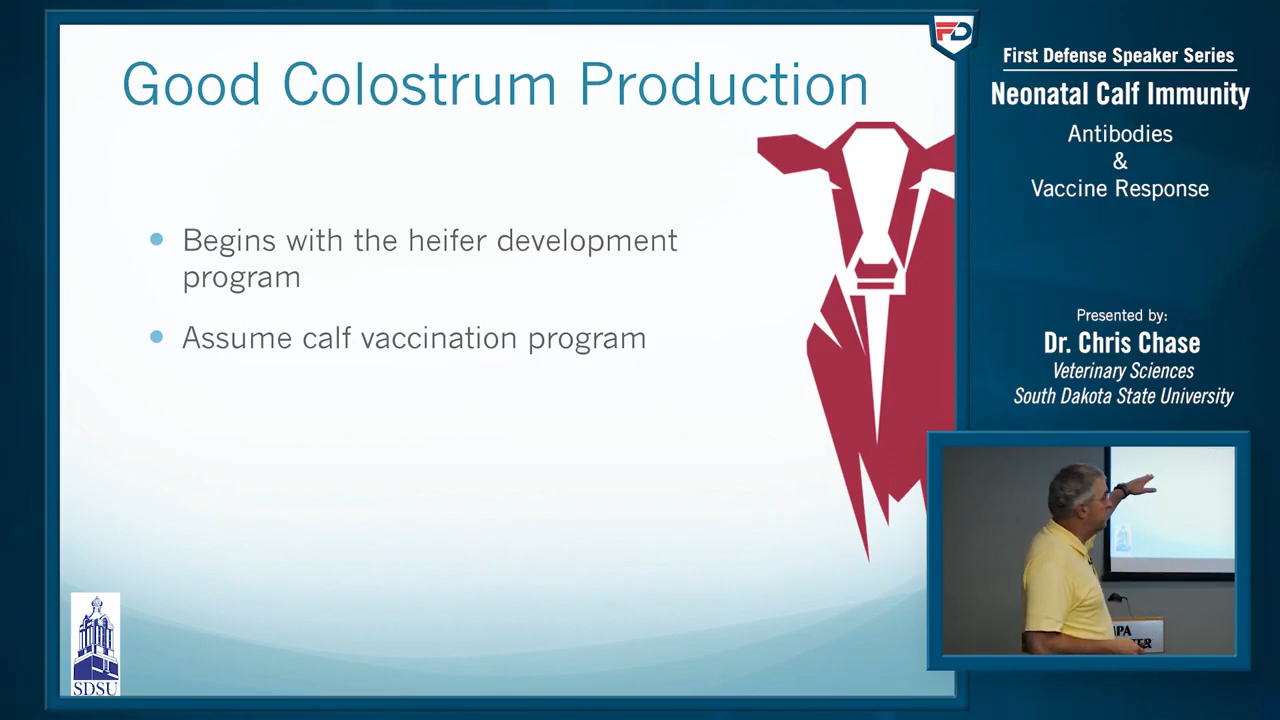 Good Colostrum Production
Begins with the heifer development
program
Assume calf vaccination program
SDSU
FD
First Defense Speaker Series
Neonatal Calf Immunity
Antibodies
&
Vaccine Response
Presented by:
Dr. Chris Chase
Veterinary Sciences
South Dakota State University